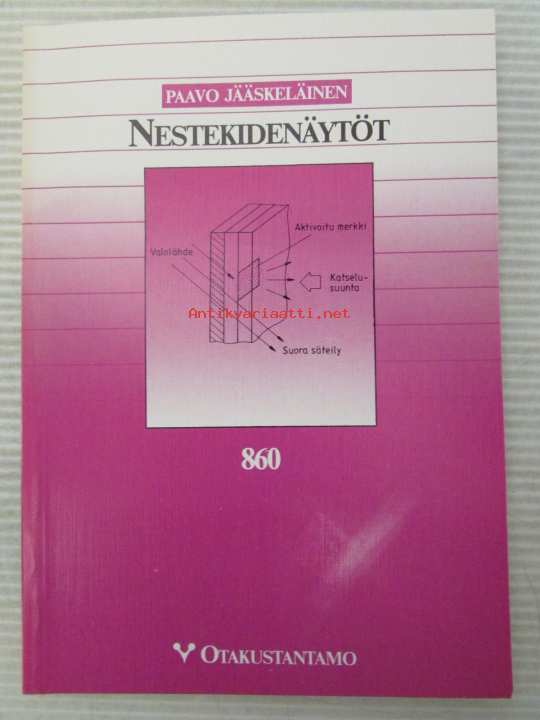 PAAVO JÄÄSKELÄINEN
NESTEKIDENÄYTÖT
Aktivoitu merkki
Valolähde
Katselu-
suunta
Antikvariaatti.net
Suora säteily
860
OTAKUSTANTAMO